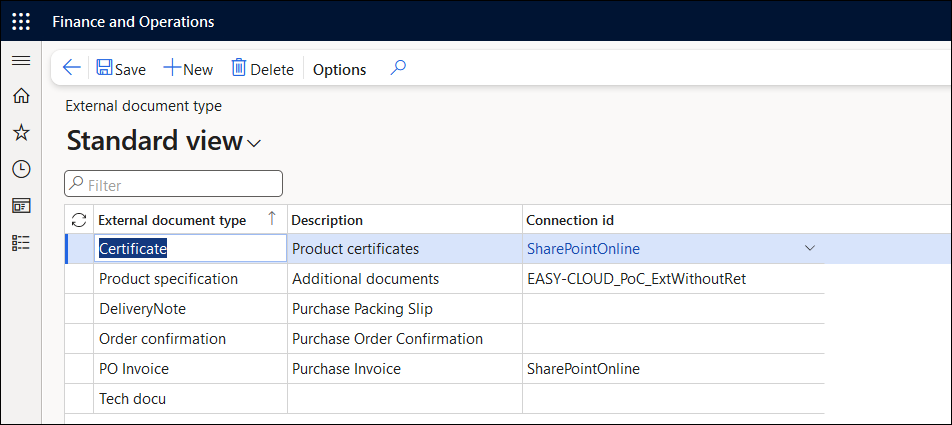 Finance and Operations
Save New Delete Options
External document type
Standard view
Filter
External document type Description Connection id
Certificate Product certificates SharePointOnline
Product specification Additional documents EASY-CLOUD_PoC_ExtWithoutRet
DeliveryNote Purchase Packing Slip
Order confirmation Purchase Order Confirmation
PO Invoice Purchase Invoice SharePointOnline
Tech docu